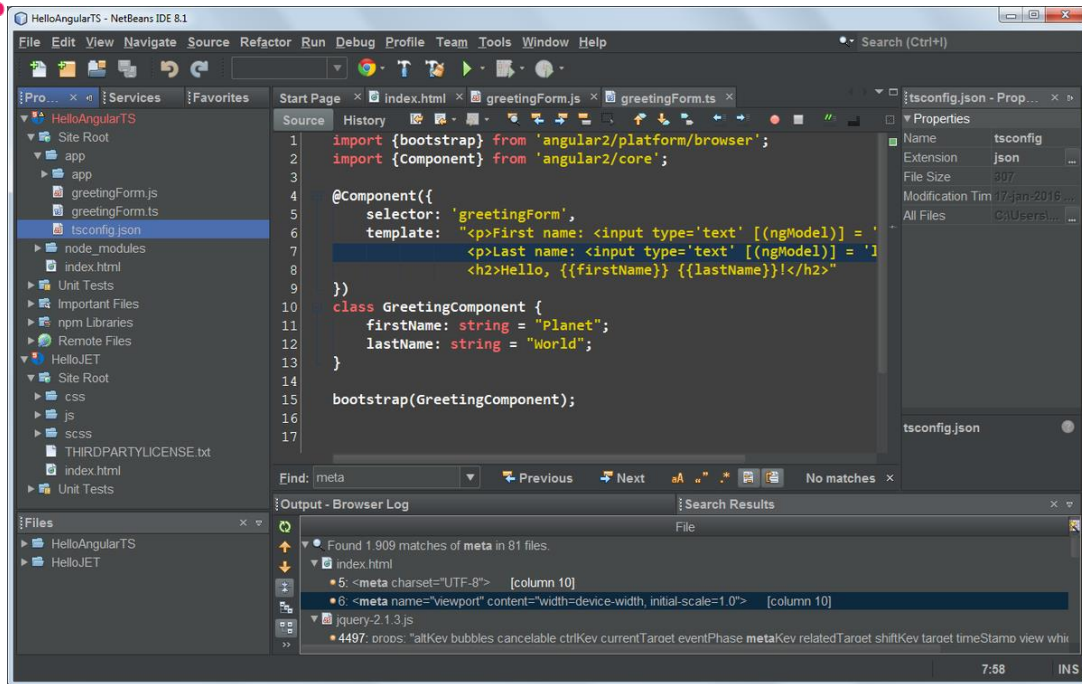 HelloAngularTS - NetBeans IDE 8.1
File Edit View Navigate Source Refactor Run Debug Profile Team Tools Window Help
Search (Ctrl+I)
Pro... Services Favorites
HelloAngularTS
Site Root
app
app
greetingForm.js
greetingForm.ts
tsconfig.json
node_modules
index.html
Unit Tests
Important Files
npm Libraries
Remote Files
HelloJET
Site Root
css
js
scss
THIRDPARTYLICENSE.txt
index.html
Unit Tests
Files
HelloAngularTS
HelloJET
Start Page index.html greetingForm.js greetingForm.ts
Source History
1 import {bootstrap} from 'angular2/platform/browser';
2 import {Component} from 'angular2/core';
3
4 @Component({
5 selector: 'greetingForm',
6 template: "<p>First name: <input type='text' [(ngModel)] = '
7 <p>Last name: <input type='text' [(ngModel)] = 'l
8 <h2>Hello, {{firstName}} {{lastName}}!</h2>"
9 })
10 class GreetingComponent {
11 firstName: string = "Planet";
12 lastName: string = "World";
13 }
14
15 bootstrap(GreetingComponent);
16
17
Find: meta Previous Next aA No matches
tsconfig.json - Prop...
Properties
Name tsconfig
Extension json ...
File Size 307
Modification Tim 17-jan-2016 ...
All Files C:\Users\... ...
tsconfig.json
Output - Browser Log Search Results
File
Found 1.909 matches of meta in 81 files.
index.html
5: <meta charset="UTF-8"> [column 10]
6: <meta name="viewport" content="width=device-width, initial-scale=1.0"> [column 10]
jquery-2.1.3.js
4497: props: "altKey bubbles cancelable ctrlKey currentTarget eventPhase metaKey relatedTarget shiftKey target timeStamp view whic
7:58 INS